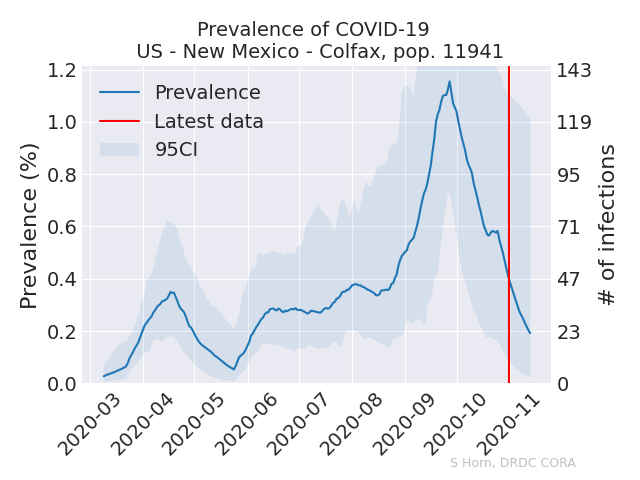 Prevalence of COVID-19
US - New Mexico - Colfax, pop. 11941
Prevalence (%)
1.2
1.0
0.8
0.6
0.4
0.2
0.0
Prevalence
Latest data
95CI
143
119
95
71
47
23
0
# of infections
2020-03
2020-04
2020-05
2020-06
2020-07
2020-08
2020-09
2020-10
2020-11
S Horn, DRDC CORA